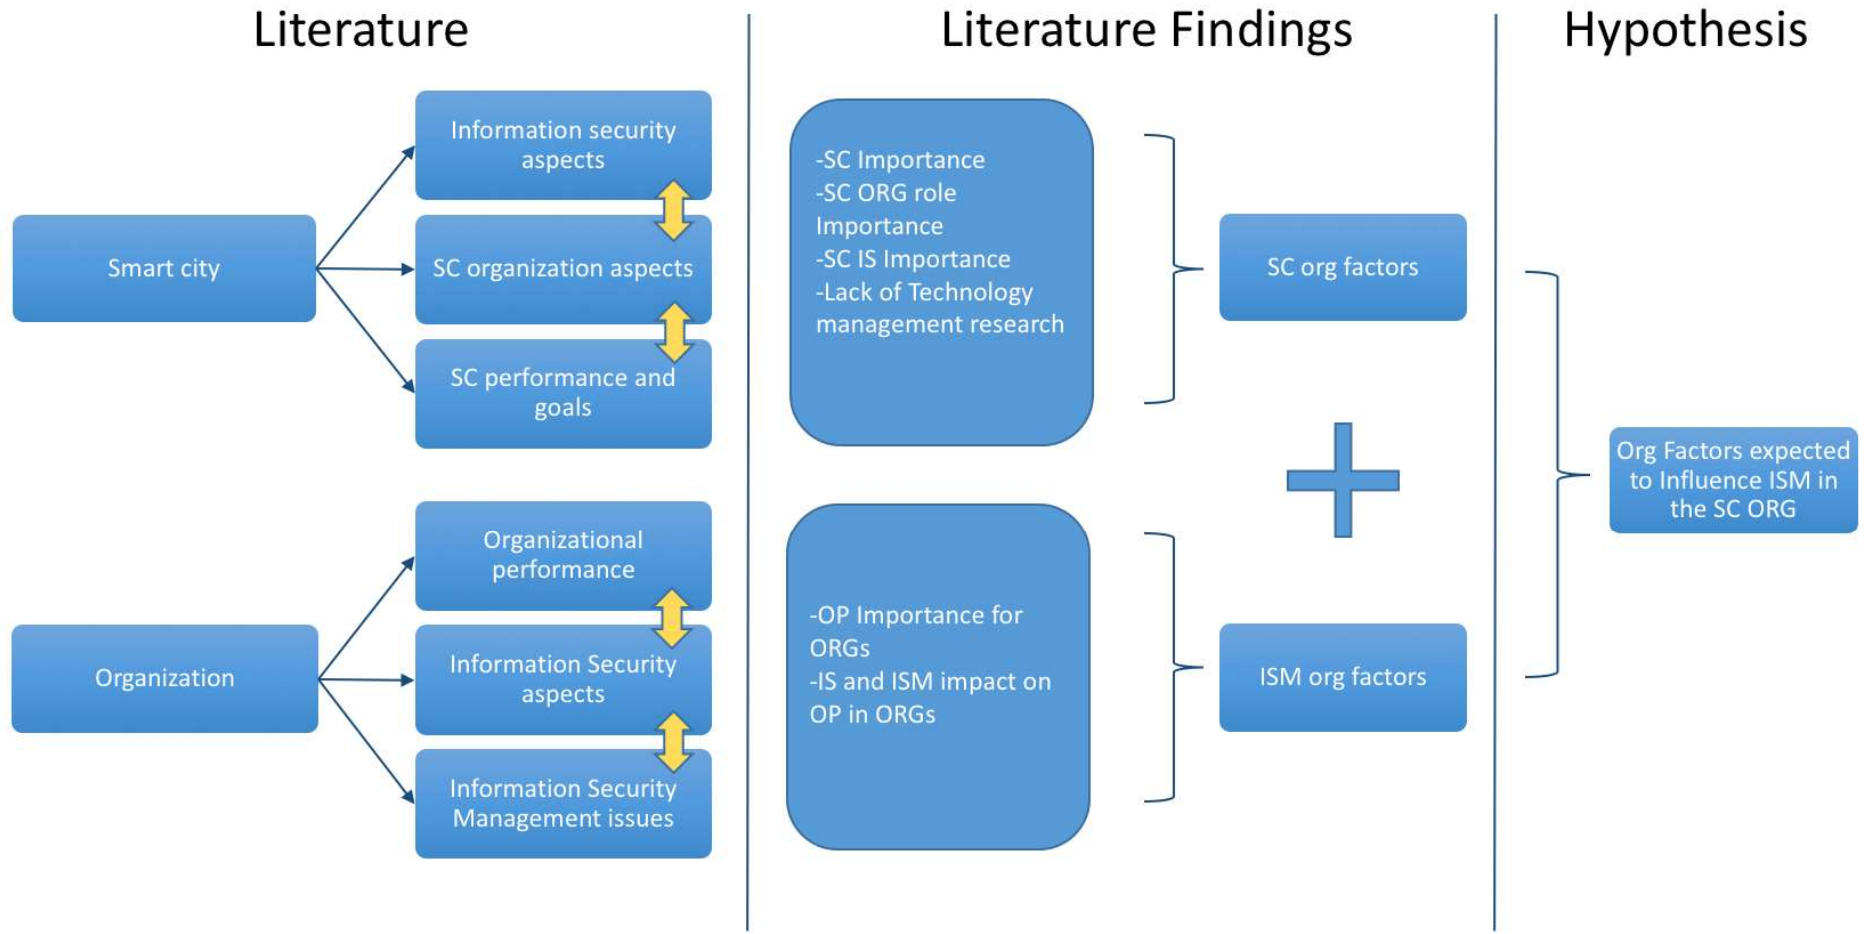 Literature
Literature Findings
Hypothesis
Smart city
Information security
aspects
SC organization aspects
SC performance and
goals
Organization
Organizational
performance
Information Security
aspects
Information Security
Management issues
-SC Importance
-SC ORG role
Importance
-SC IS Importance
-Lack of Technology
management research
SC org factors
-OP Importance for
ORGs
-IS and ISM impact on
OP in ORGs
ISM org factors
Org Factors expected
to Influence ISM in
the SC ORG